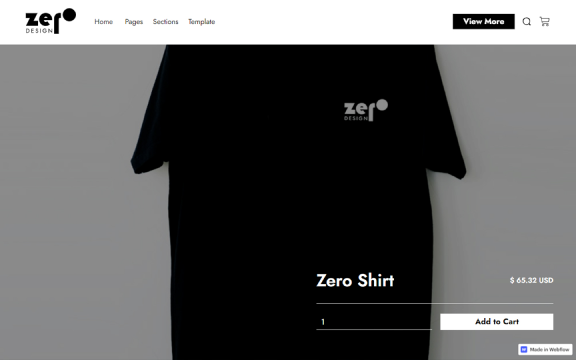 zero
DESIGN
Home Pages Sections Template
View More
zero
DESIGN
Zero Shirt
$ 65.32 USD
1
Add to Cart
Made in Webflow